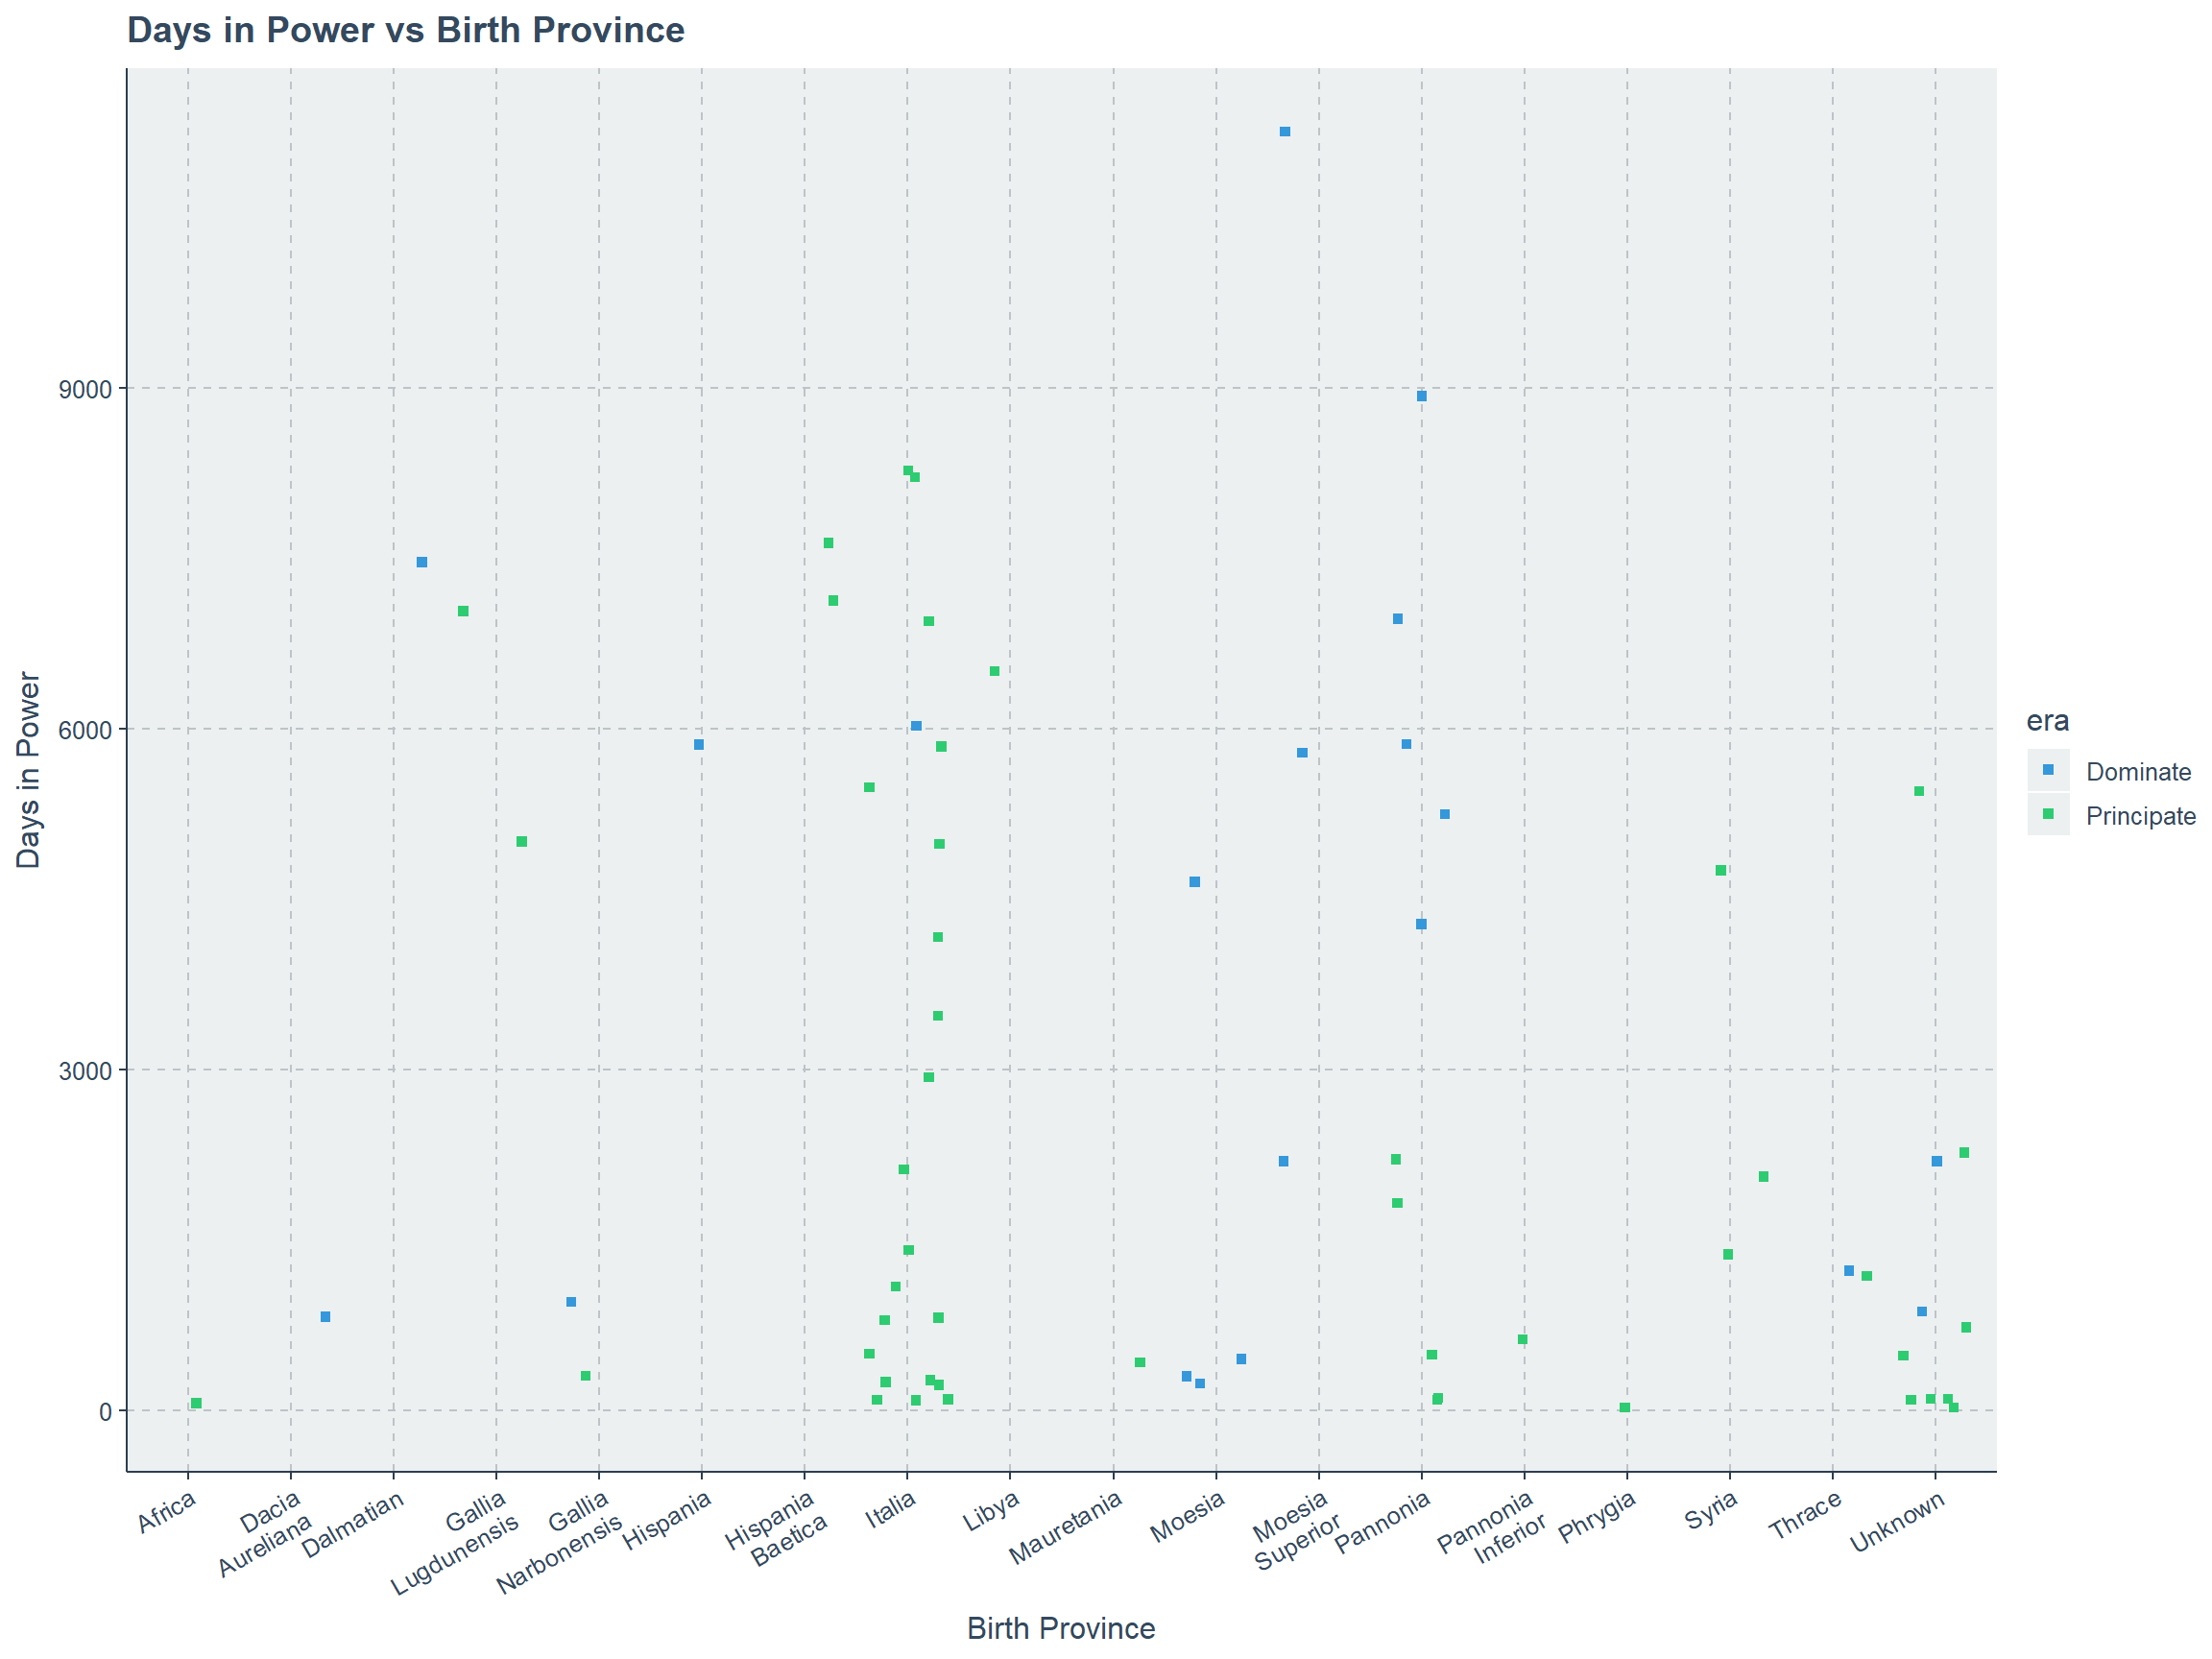 Days in Power vs Birth Province
Days in Power
9000
6000
3000
0
Africa
Dacia
Aureliana
Dalmatian
Gallia
Lugdunensis
Gallia
Narbonensis
Hispania
Hispania
Baetica
Italia
Libya
Mauretania
Moesia
Moesia
Superior
Pannonia
Pannonia
Inferior
Phrygia
Syria
Thrace
Unknown
Birth Province
era
Dominate
Principate